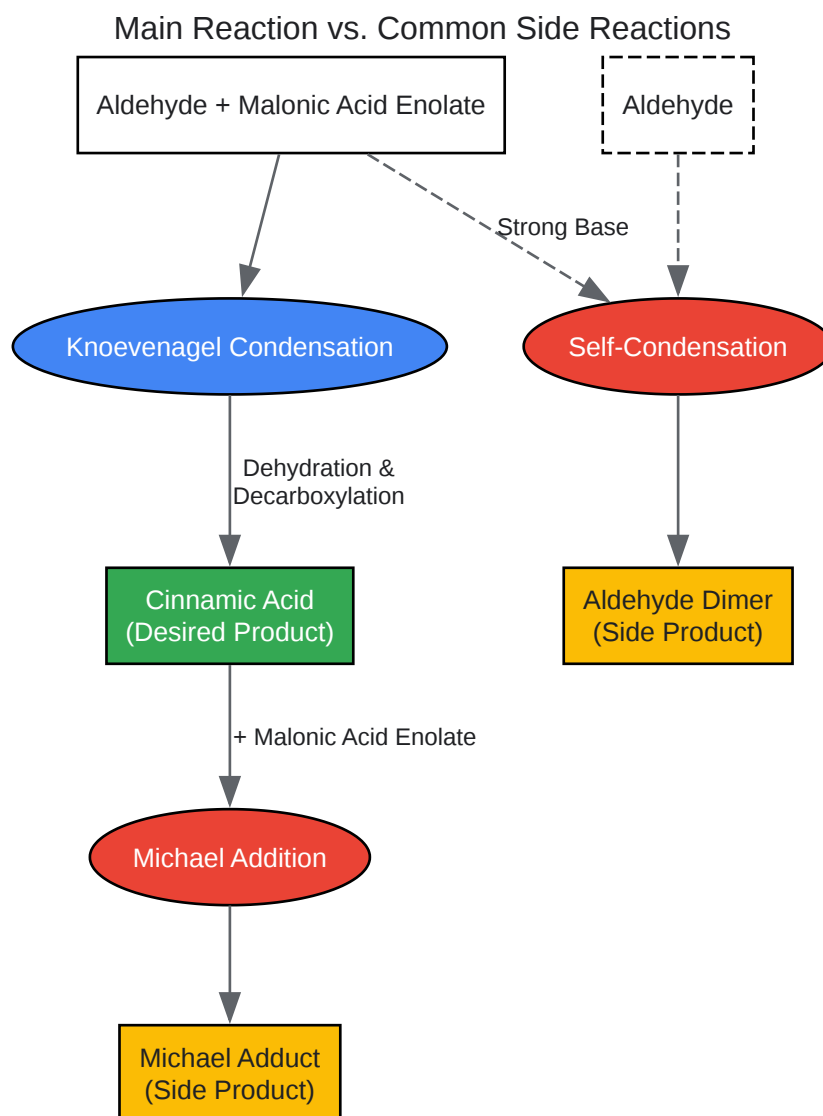 Main Reaction vs. Common Side Reactions
Aldehyde + Malonic Acid Enolate
Aldehyde
Strong Base
Knoevenagel Condensation
Self-Condensation
Dehydration &
Decarboxylation
Cinnamic Acid
(Desired Product)
Aldehyde Dimer
(Side Product)
+ Malonic Acid Enolate
Michael Addition
Michael Adduct
(Side Product)